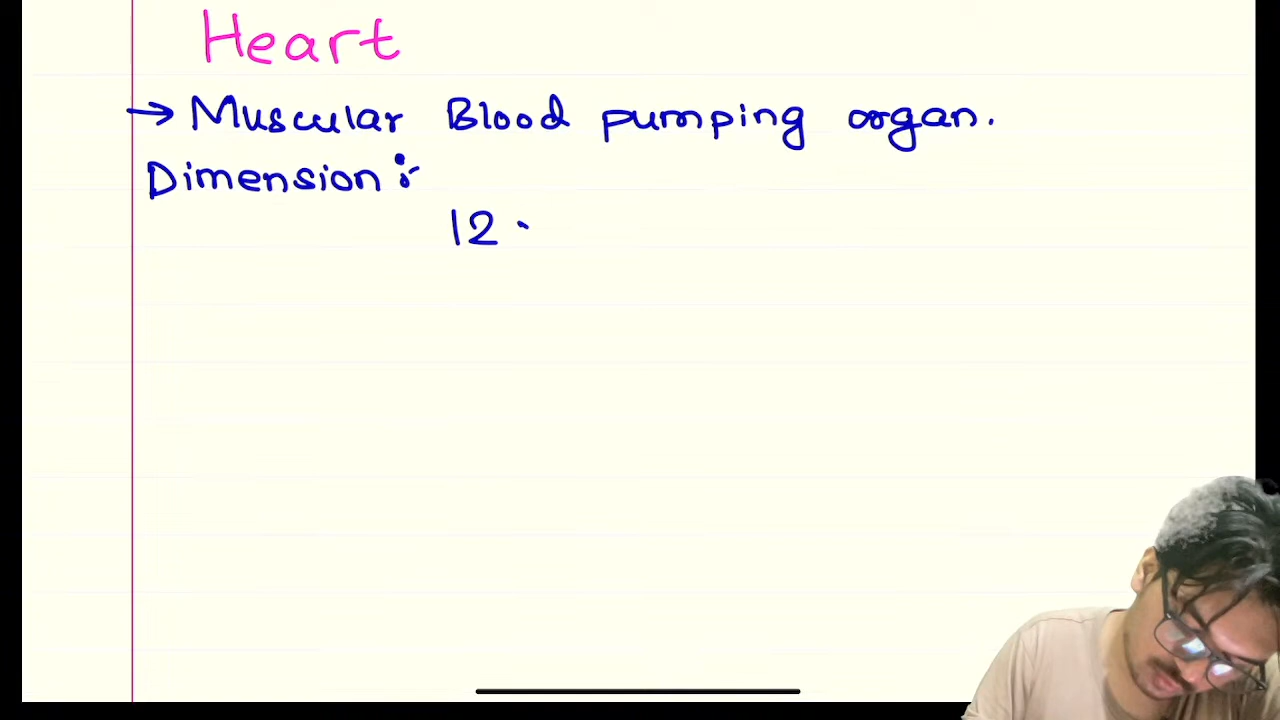 Heart
→ Muscular Blood pumping organ.
Dimension :-
12